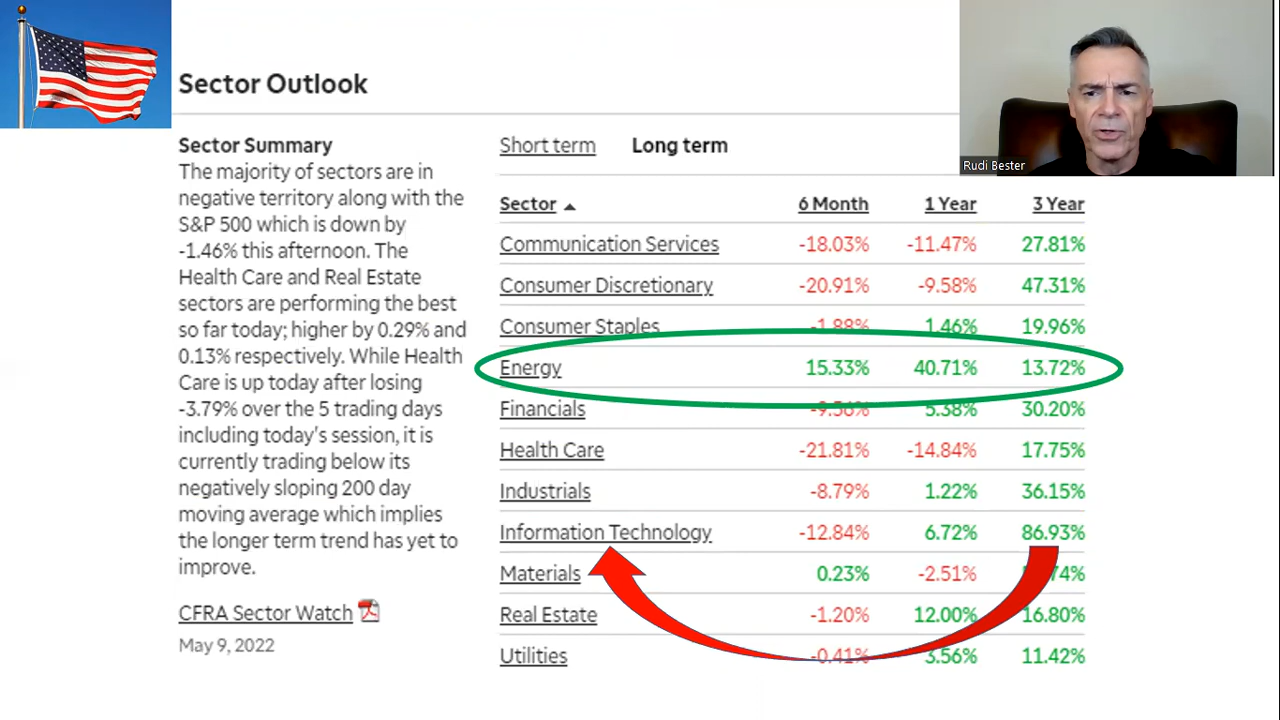 Sector Outlook
Rudi Bester
Sector Summary
The majority of sectors are in
negative territory along with the
S&P 500 which is down by
-1.46% this afternoon. The
Health Care and Real Estate
sectors are performing the best
so far today; higher by 0.29% and
0.13% respectively. While Health
Care is up today after losing
-3.79% over the 5 trading days
including today's session, it is
currently trading below its
negatively sloping 200 day
moving average which implies
the longer term trend has yet to
improve.
CFRA Sector Watch
May 9, 2022
Short term Long term
Sector 6 Month 1 Year 3 Year
Communication Services -18.03% -11.47% 27.81%
Consumer Discretionary -20.91% -9.58% 47.31%
Consumer Staples -1.88% 1.46% 19.96%
Energy 15.33% 40.71% 13.72%
Financials 5.38% 30.20%
Health Care -21.81% -14.84% 17.75%
Industrials -8.79% 1.22% 36.15%
Information Technology -12.84% 6.72% 86.93%
Materials 0.23% -2.51%
Real Estate -1.20% 12.00% 16.80%
Utilities -0.41% 3.56% 11.42%